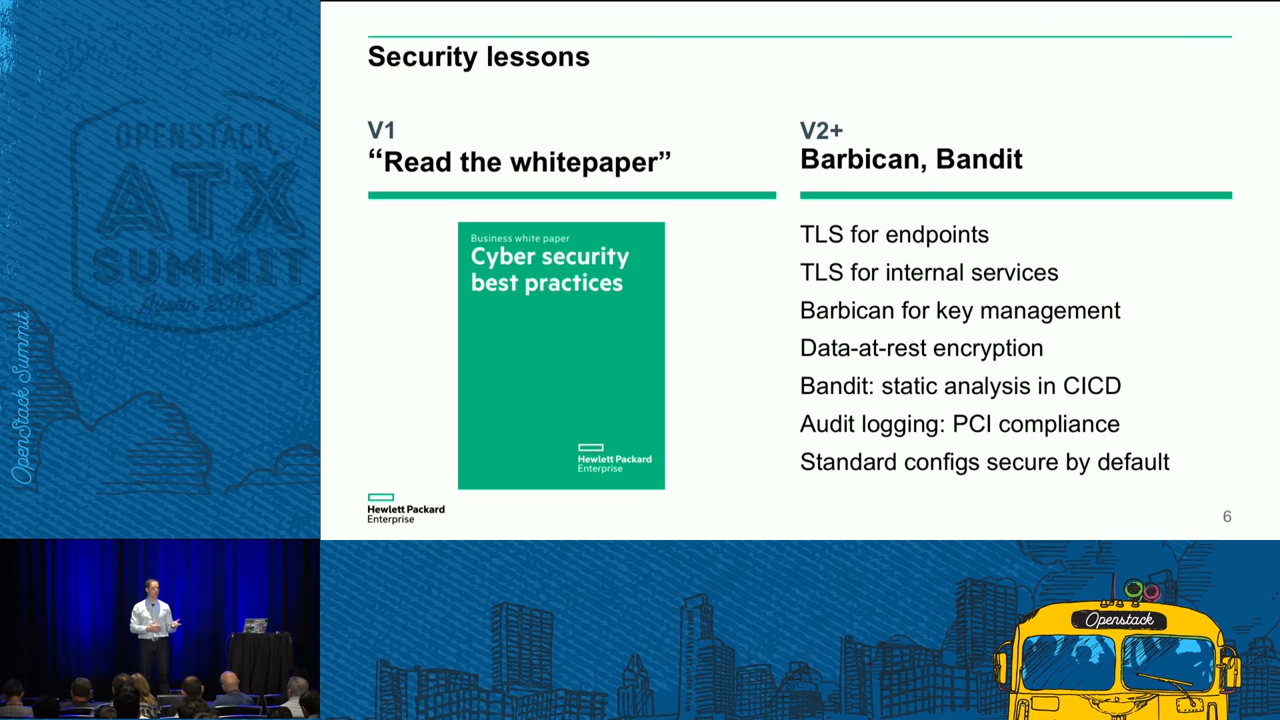 Security lessons
V1
“Read the whitepaper”
Business white paper
Cyber security
best practices
Hewlett Packard
Enterprise
V2+
Barbican, Bandit
TLS for endpoints
TLS for internal services
Barbican for key management
Data-at-rest encryption
Bandit: static analysis in CICD
Audit logging: PCI compliance
Standard configs secure by default
Hewlett Packard
Enterprise
6
OPENSTACK
ATX
SUMMIT
Austin 2016
OpenStack Summit
Openstack